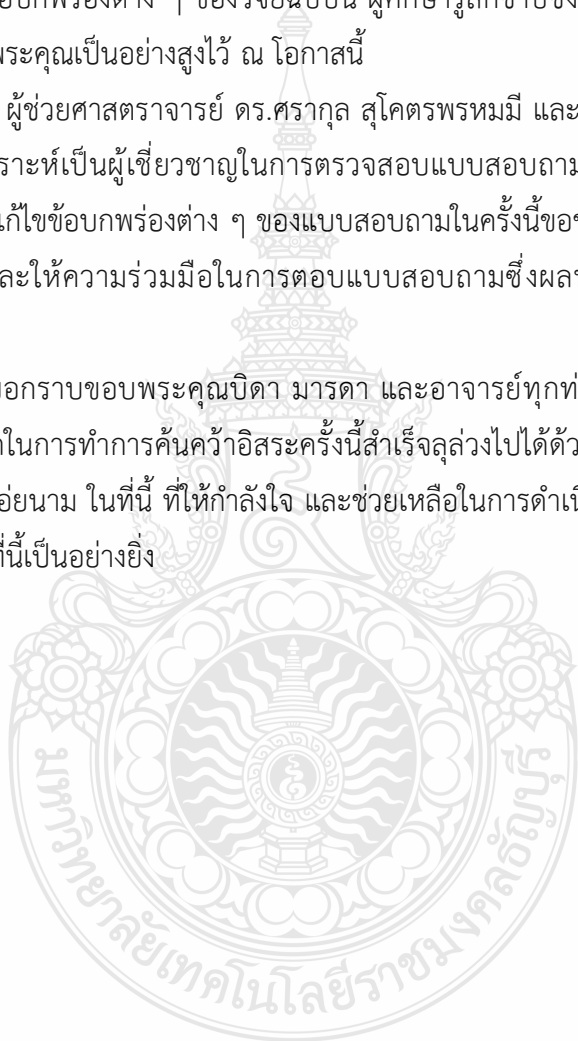 พระคุณเป็นอย่างสูงไว้ ณ โอกาสนี้
ผู้ช่วยศาสตราจารย์ ดร.ศรากุล สุโคตรพรหมมี และ
ราะห์เป็นผู้เชี่ยวชาญในการตรวจสอบแบบสอบถาม
แก้ไขข้อบกพร่องต่าง ๆ ของแบบสอบถามในครั้งนี้ขอ
ละให้ความร่วมมือในการตอบแบบสอบถามซึ่งผล
อกราบขอบพระคุณบิดา มารดา และอาจารย์ทุกท่
ในการทำการค้นคว้าอิสระครั้งนี้สำเร็จลุล่วงไปได้ด้ว
อ่ยนาม ในที่นี้ ที่ให้กำลังใจ และช่วยเหลือในการดำเนิ
ที่นี้เป็นอย่างยิ่ง
มหาวิทยาลัยเทคโนโลยีราชมงคลธัญบุรี